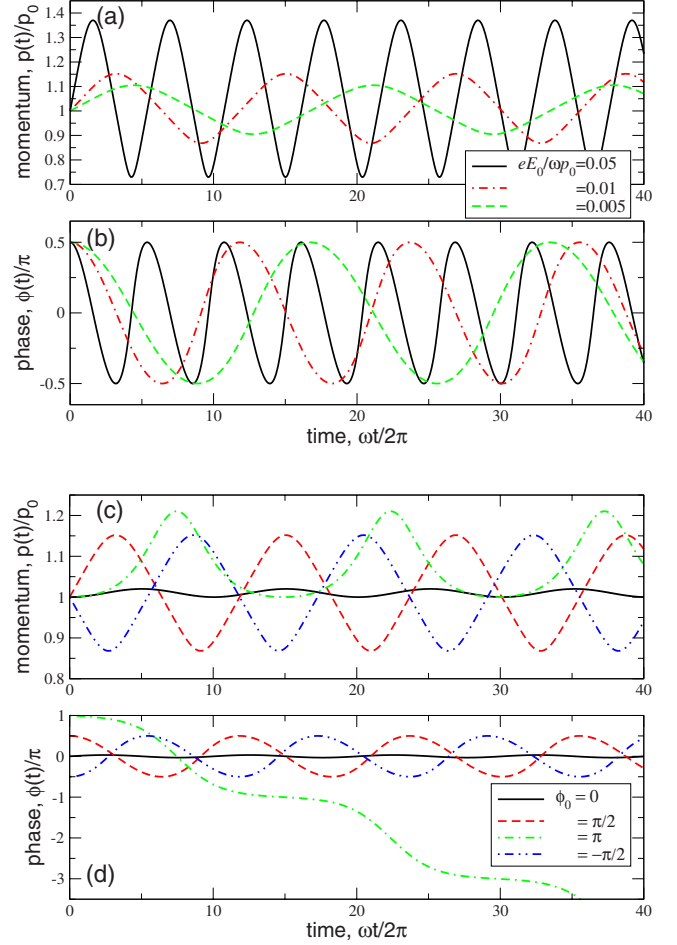 (a)
momentum, p(t)/p0
1.4
1.3
1.2
1.1
1
0.9
0.8
0.7
0 10 20 30 40
eE0/ωp0=0.05
=0.01
=0.005
(b)
phase, ϕ(t)/π
0.5
0
-0.5
0 10 20 30 40
time, ωt/2π
(c)
momentum, p(t)/p0
1.2
1.1
1
0.9
0.8
0 10 20 30 40
phase, ϕ(t)/π
1
0
-1
-2
-3
ϕ0 = 0
= π/2
= π
= −π/2
(d)
0 10 20 30 40
time, ωt/2π